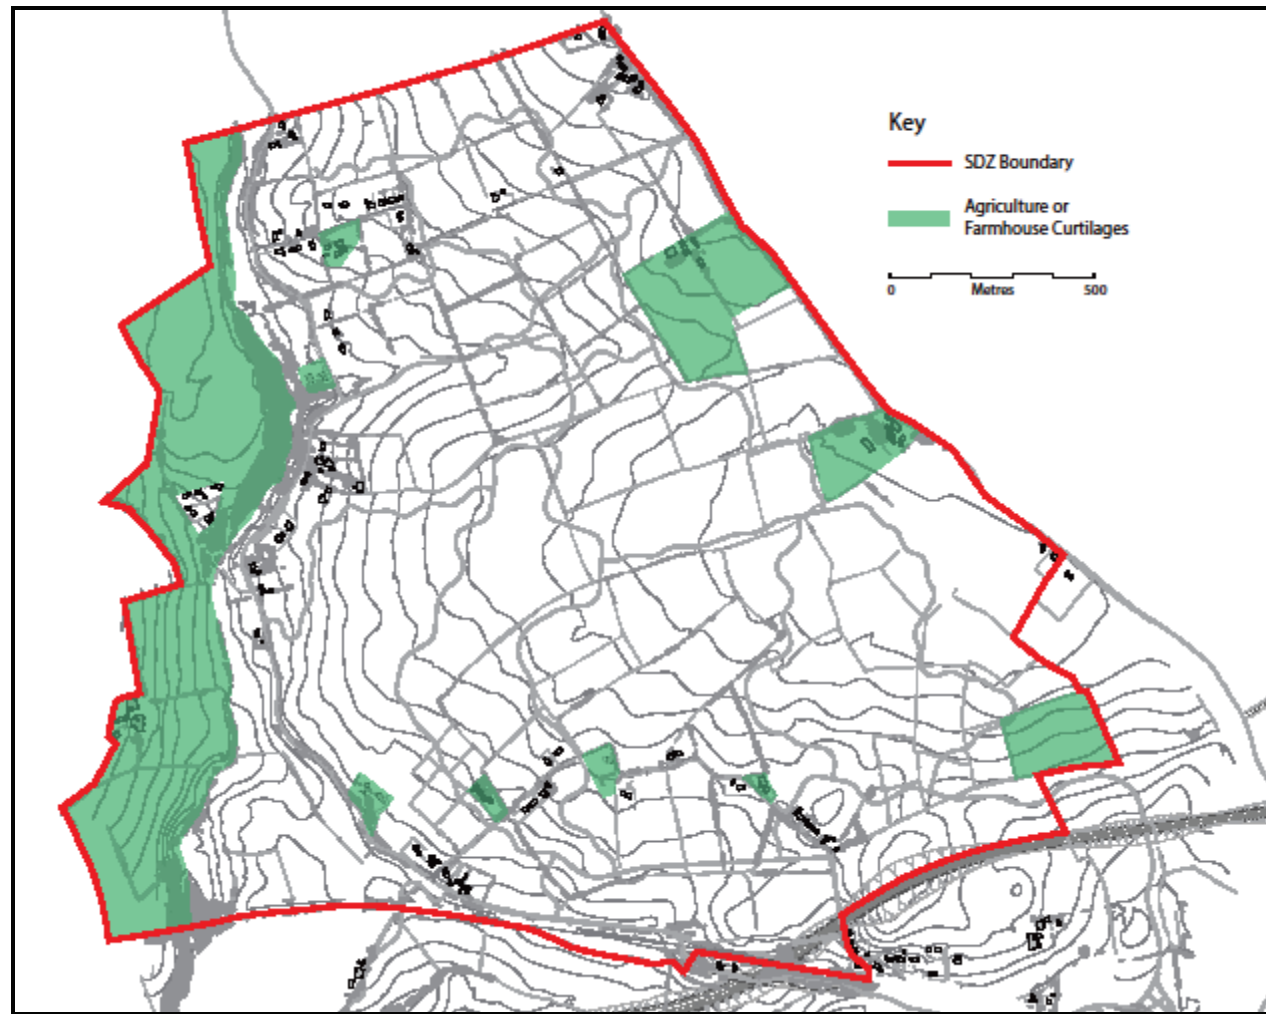 Key
SDZ Boundary
Agriculture or
Farmhouse Curtilages
0 Metres 500